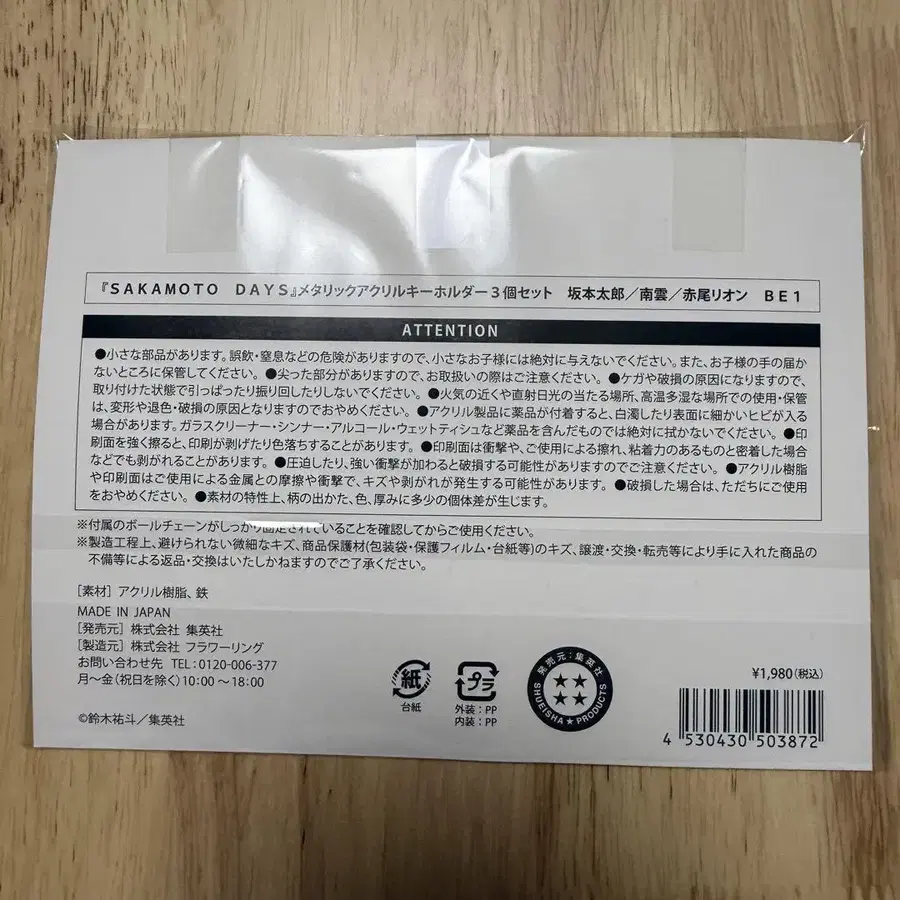 『SAKAMOTO DAYS』メタリックアクリルキーホルダー3個セット 坂本太郎／南雲／赤尾リオン BE1
ATTENTION
●小さな部品があります。誤飲・窒息などの危険がありますので、小さなお子様には絶対に与えないでください。また、お子様の手の届か
ないところに保管してください。 ●尖った部分がありますので、お取扱いの際はご注意ください。 ●ケガや破損の原因になりますので、
取り付けた状態で引っぱったり振り回したりしないでください。 ●火気の近くや直射日光の当たる場所、高温多湿な場所での使用・保管
は、変形や退色・破損の原因となりますのでおやめください。 ●アクリル製品に薬品が付着すると、白濁したり表面に細かいヒビが入る
場合があります。ガラスクリーナー・シンナー・アルコール・ウェットティシュなど薬品を含んだものでは絶対に拭かないでください。 ●印
刷面を強く擦ると、印刷が剥げたり色落ちすることがあります。 ●印刷面は衝撃や、ご使用による擦れ、粘着力のあるものと密着した場合
などでも剥がれることがあります。 ●圧迫したり、強い衝撃が加わると破損する可能性がありますのでご注意ください。 ●アクリル樹脂
や印刷面はご使用による金属との摩擦や衝撃で、キズや剥がれが発生する可能性があります。 ●破損した場合は、ただちにご使用
をおやめください。 ●素材の特性上、柄の出かた、色、厚みに多少の個体差が生じます。
※付属のボールチェーンがしっかり固定されていることを確認してからご使用ください。
※製造工程上、避けられない微細なキズ、商品保護材(包装袋・保護フィルム・台紙等)のキズ、譲渡・交換・転売等により手に入れた商品の
不備等による返品・交換はいたしかねますのでご了承ください。
［素材］アクリル樹脂、鉄
MADE IN JAPAN
［発売元］株式会社 集英社
［製造元］株式会社 フラワーリング
お問い合わせ先 TEL：0120-006-377
月～金（祝日を除く）10：00～18：00
©鈴木祐斗／集英社
紙
台紙
プラ
外装：PP
内装：PP
発売元：集英社
SHUEISHA★PRODUCTS
¥1,980（税込）
4 530430 503872